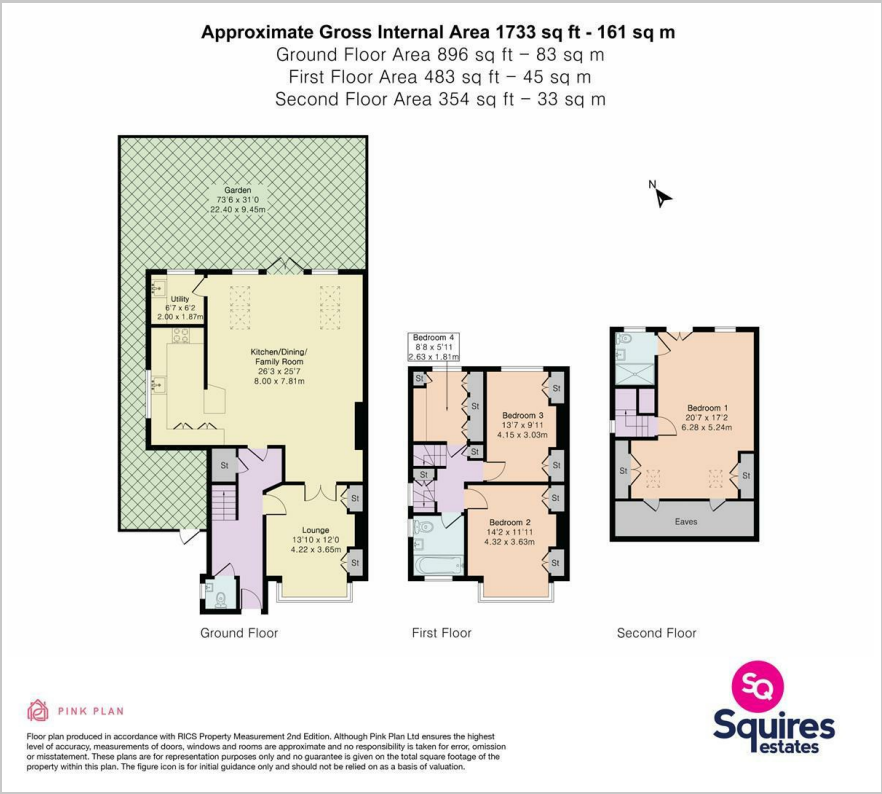 Approximate Gross Internal Area 1733 sq ft - 161 sq m
Ground Floor Area 896 sq ft – 83 sq m
First Floor Area 483 sq ft – 45 sq m
Second Floor Area 354 sq ft – 33 sq m
N
Garden
73'6 x 31'0
22.40 x 9.45m
Utility
6'7 x 6'2
2.00 x 1.87m
Kitchen/Dining/
Family Room
26'3 x 25'7
8.00 x 7.81m
St
St
Lounge
13'10 x 12'0
4.22 x 3.65m
St
Ground Floor
Bedroom 4
8'8 x 5'11
2.63 x 1.81m
St
St
St
Bedroom 3
13'7 x 9'11
4.15 x 3.03m
St
St
St
St
Bedroom 2
14'2 x 11'11
4.32 x 3.63m
St
St
First Floor
Bedroom 1
20'7 x 17'2
6.28 x 5.24m
St
St
Eaves
Second Floor
PINK PLAN
Floor plan produced in accordance with RICS Property Measurement 2nd Edition. Although Pink Plan Ltd ensures the highest
level of accuracy, measurements of doors, windows and rooms are approximate and no responsibility is taken for error, omission
or misstatement. These plans are for representation purposes only and no guarantee is given on the total square footage of the
property within this plan. The figure icon is for initial guidance only and should not be relied on as a basis of valuation.
SQ
Squires
estates